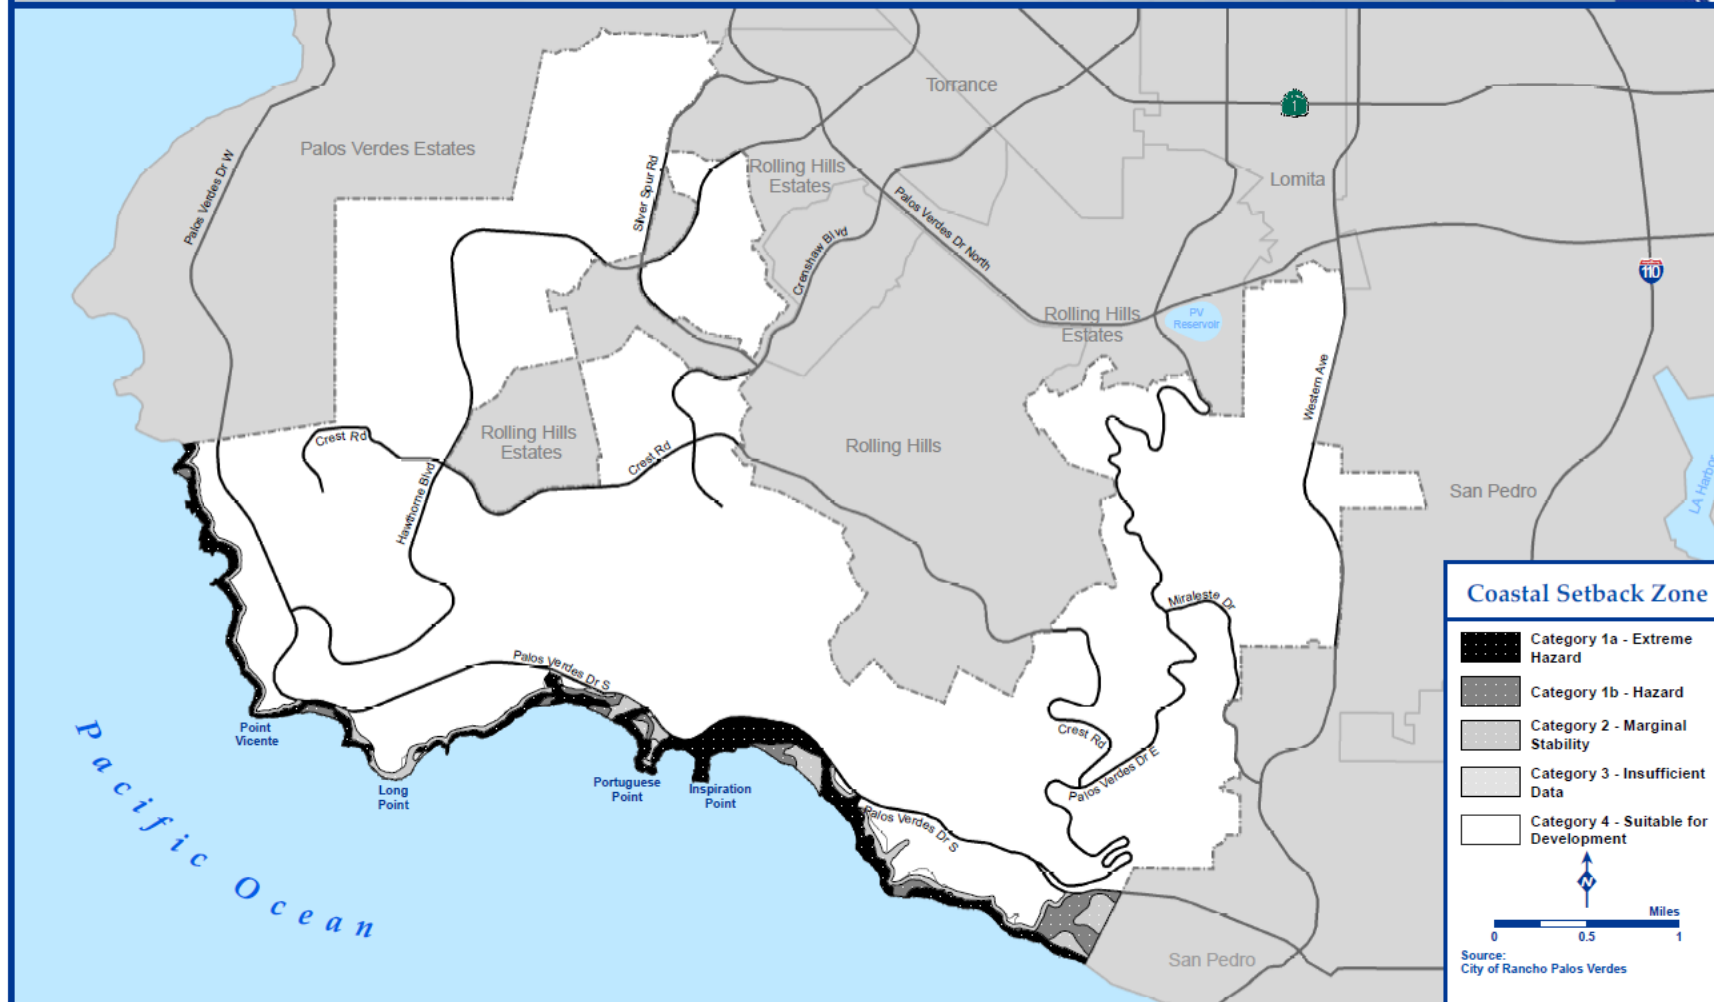 Torrance
1
Palos Verdes Estates
Palos Verdes Dr W
Silver Spur Rd
Rolling Hills
Estates
Lomita
Palos Verdes Dr North
Crenshaw Blvd
110
Rolling Hills
Estates
PV
Reservoir
Western Ave
Crest Rd
Rolling Hills
Estates
Crest Rd
Rolling Hills
Hawthorne Blvd
San Pedro
LA Harbor
Miraleste Dr
Palos Verdes Dr S
Point
Vicente
Crest Rd
Palos Verdes Dr E
Long
Point
Portuguese
Point
Inspiration
Point
Palos Verdes Dr S
Pacific Ocean
San Pedro
Coastal Setback Zone
Category 1a - Extreme
Hazard
Category 1b - Hazard
Category 2 - Marginal
Stability
Category 3 - Insufficient
Data
Category 4 - Suitable for
Development
N
Miles
0 0.5 1
Source:
City of Rancho Palos Verdes